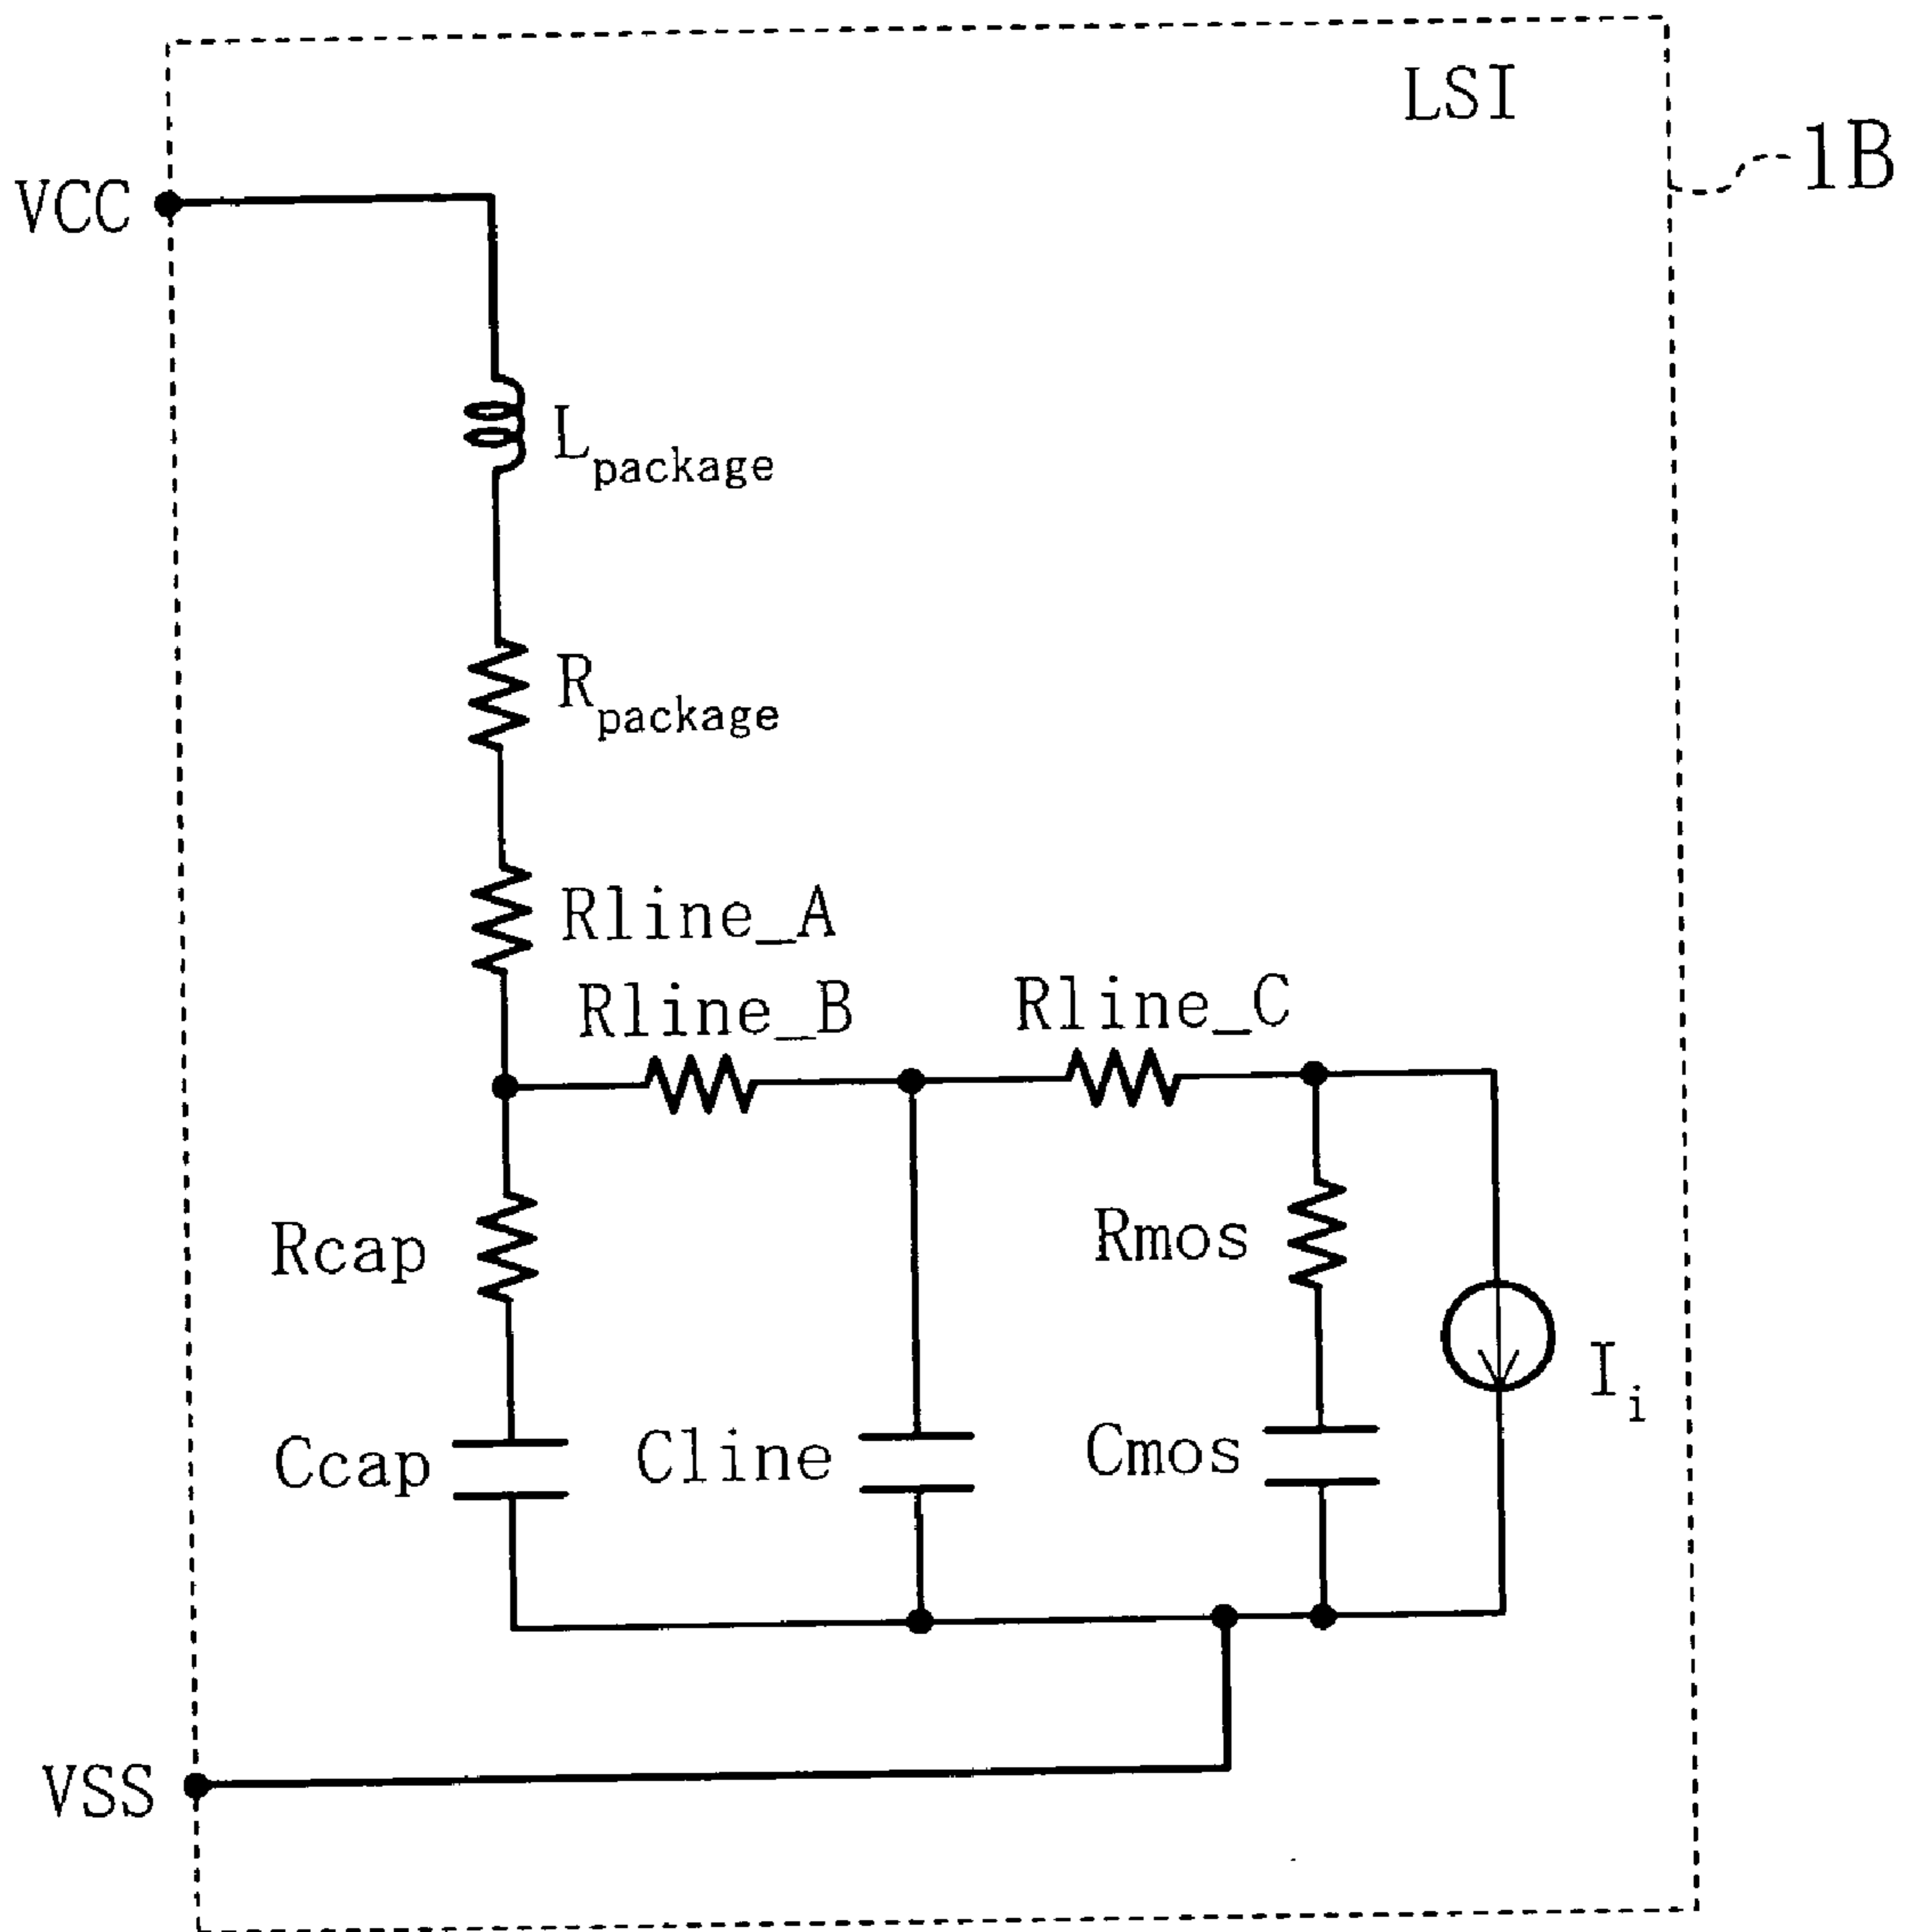 LSI
1B
VCC
Lpackage
Rpackage
Rline_A
Rline_B
Rline_C
Rcap
Rmos
Ii
Ccap
Cline
Cmos
VSS